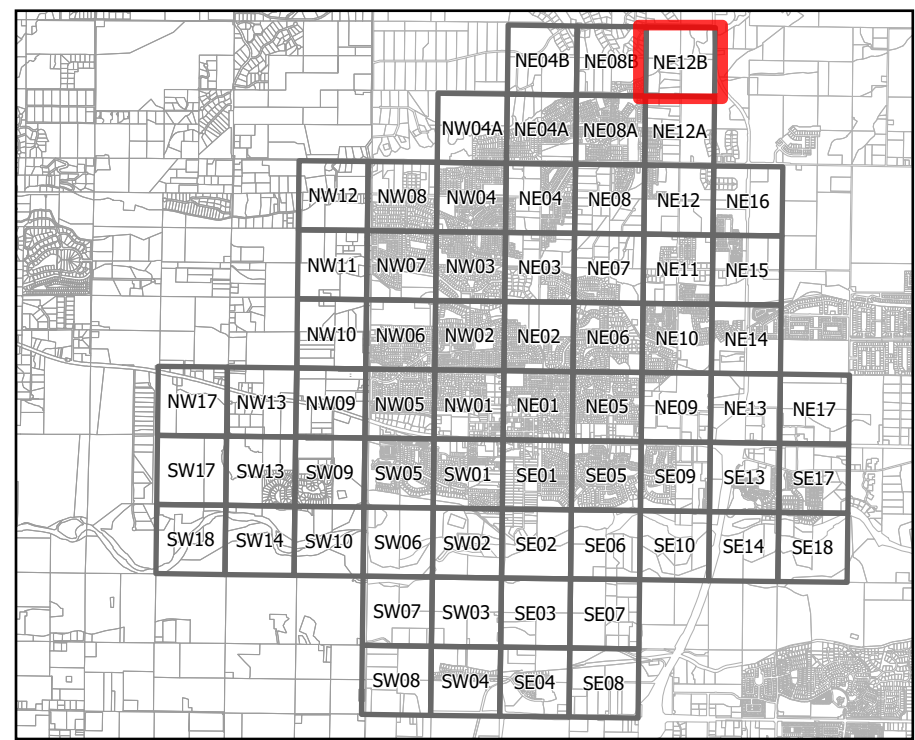 NE04B NE08B NE12B
NW04A NE04A NE08A NE12A
NW12 NW08 NW04 NE04 NE08 NE12 NE16
NW11 NW07 NW03 NE03 NE07 NE11 NE15
NW10 NW06 NW02 NE02 NE06 NE10 NE14
NW17 NW13 NW09 NW05 NW01 NE01 NE05 NE09 NE13 NE17
SW17 SW13 SW09 SW05 SW01 SE01 SE05 SE09 SE13 SE17
SW18 SW14 SW10 SW06 SW02 SE02 SE06 SE10 SE14 SE18
SW07 SW03 SE03 SE07
SW08 SW04 SE04 SE08